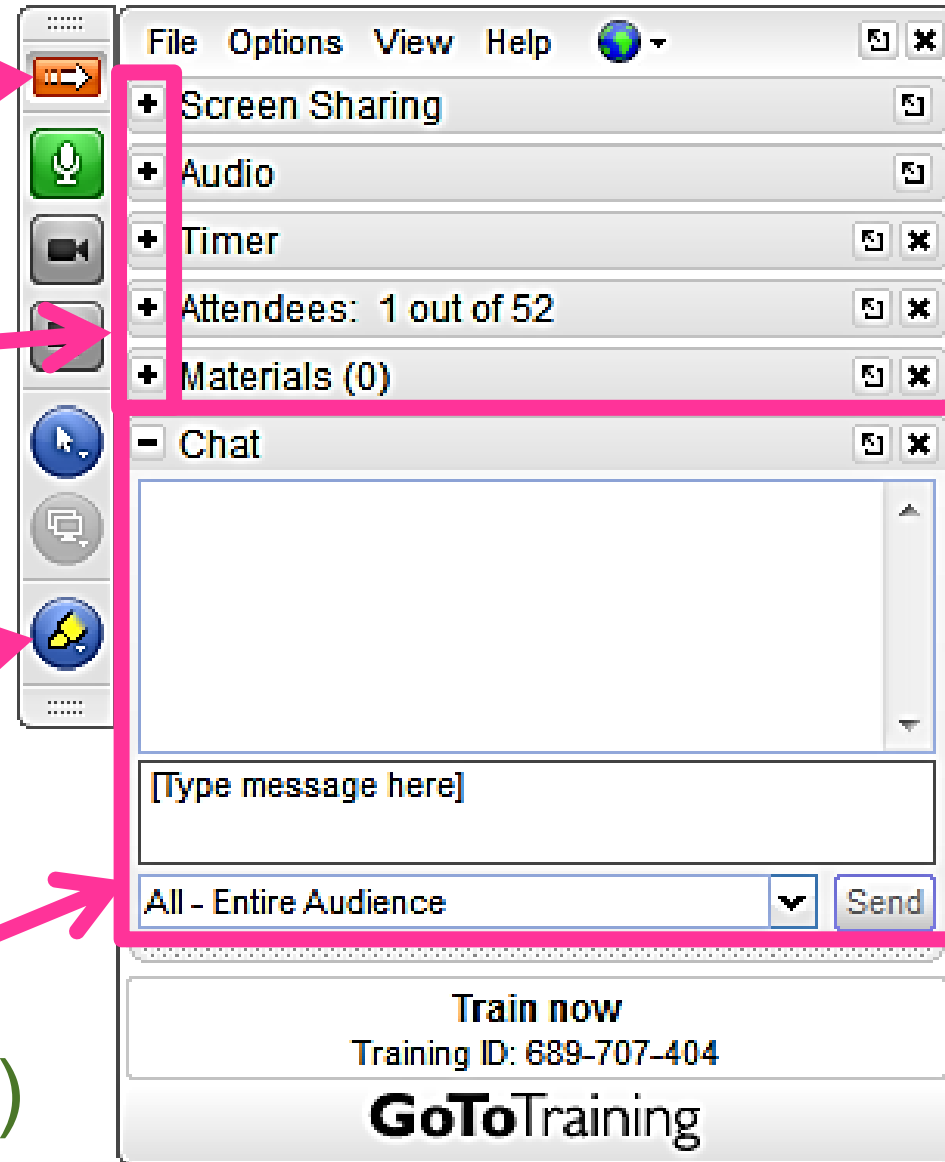 File Options View Help
Screen Sharing
Audio
Timer
Attendees: 1 out of 52
Materials (0)
Chat
[Type message here]
All - Entire Audience
Send
Train now
Training ID: 689-707-404
GoToTraining
)